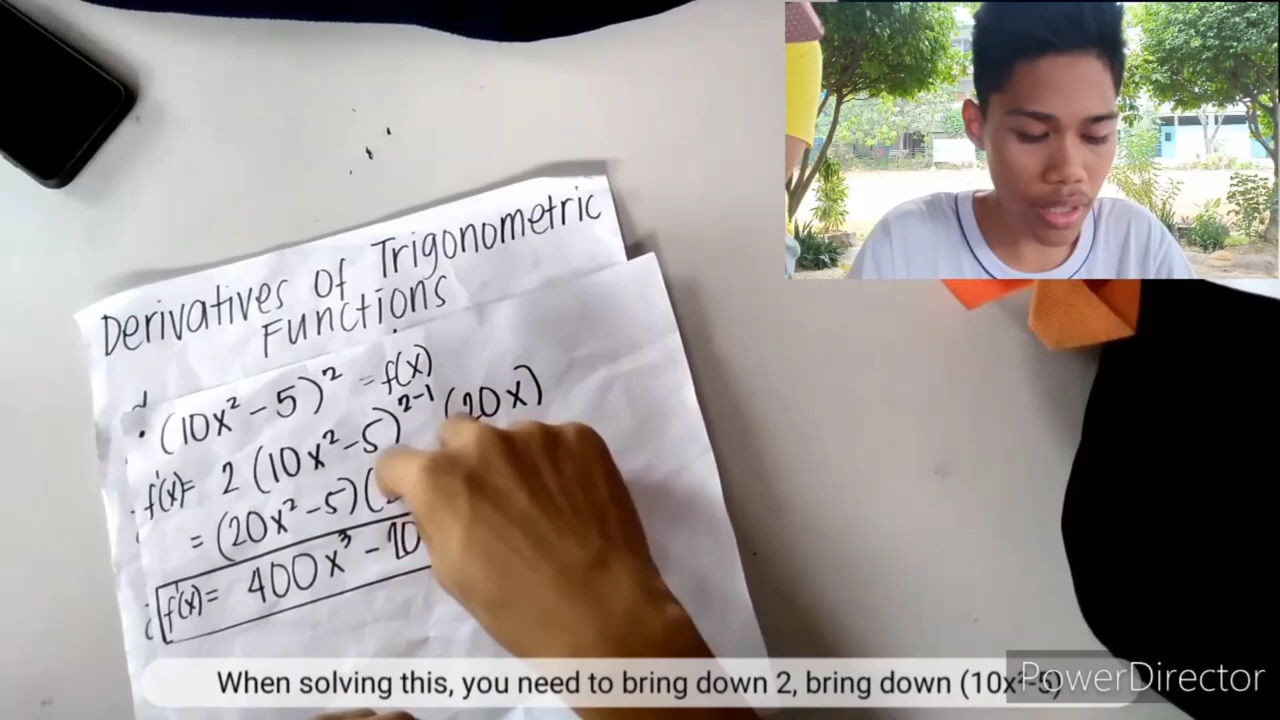 Derivatives of Trigonometric
Functions
(10x² - 5)² = f(x)
f'(x)= 2 (10x² - 5)²⁻¹ (20x)
= (20x² - 5)(
f'(x)= 400x³ - 10
When solving this, you need to bring down 2, bring down (10x²-5)
PowerDirector